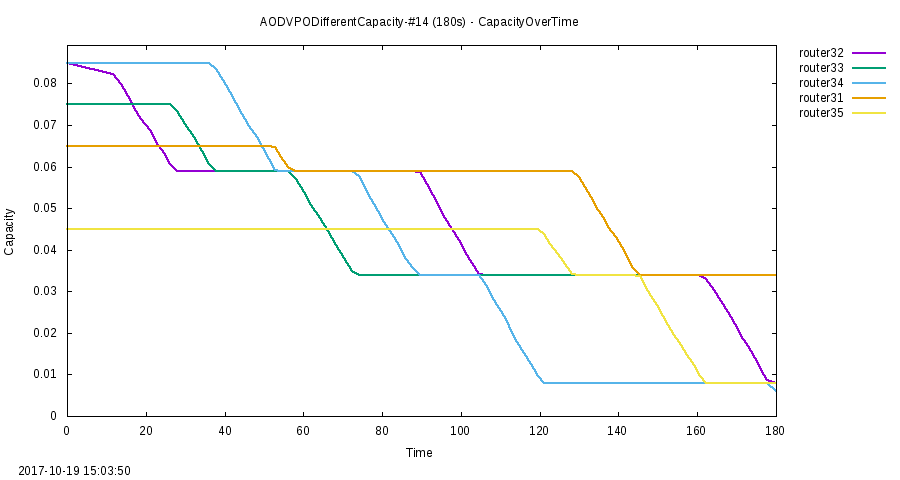 AODVPODifferentCapacity-#14 (180s) - CapacityOverTime
router32
router33
router34
router31
router35
0.08
0.07
0.06
0.05
0.04
0.03
0.02
0.01
0
Capacity
0 20 40 60 80 100 120 140 160 180
Time
2017-10-19 15:03:50